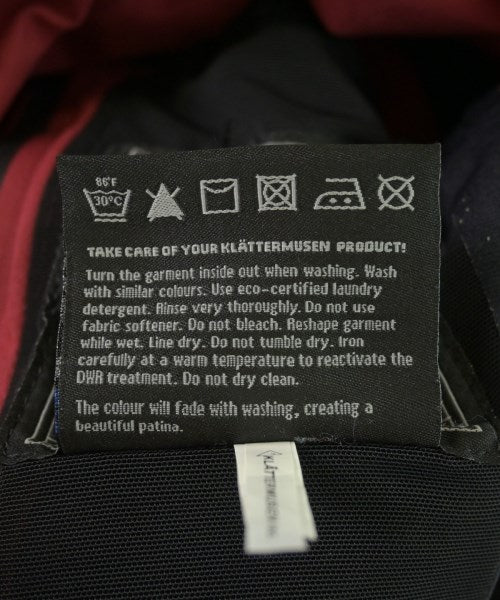 86°F
30°C
TAKE CARE OF YOUR KLÄTTERMUSEN PRODUCT!
Turn the garment inside out when washing. Wash
with similar colours. Use eco-certified laundry
detergent. Rinse very thoroughly. Do not use
fabric softener. Do not bleach. Reshape garment
while wet. Line dry. Do not tumble dry. Iron
carefully at a warm temperature to reactivate the
DWR treatment. Do not dry clean.
The colour will fade with washing, creating a
beautiful patina.